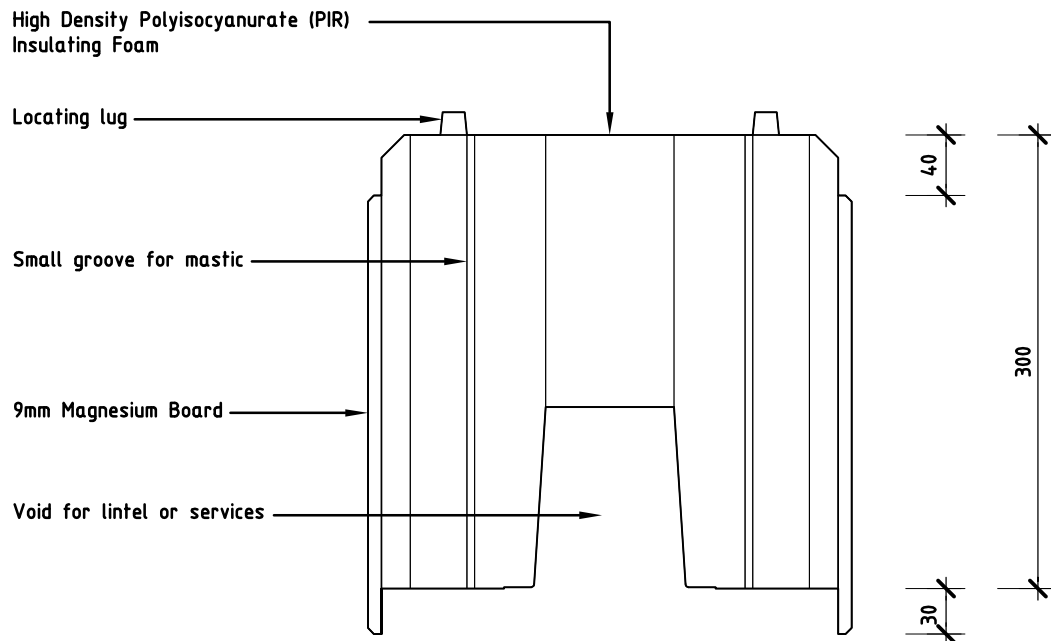 High Density Polyisocyanurate (PIR)
Insulating Foam
Locating lug
40
Small groove for mastic
300
9mm Magnesium Board
Void for lintel or services
30